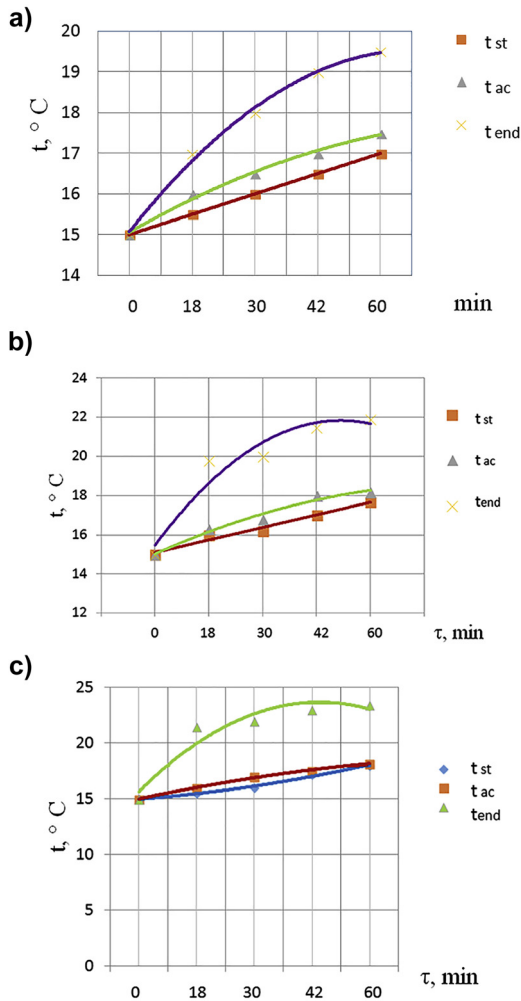 a)
20
19
18
17
16
15
14
t, ° C
0 18 30 42 60
min
t st
t ac
t end
b)
24
22
20
18
16
14
12
t, ° C
0 18 30 42 60
τ, min
t st
t ac
tend
c)
25
20
15
10
5
0
t, ° C
0 18 30 42 60
τ, min
t st
t ac
tend